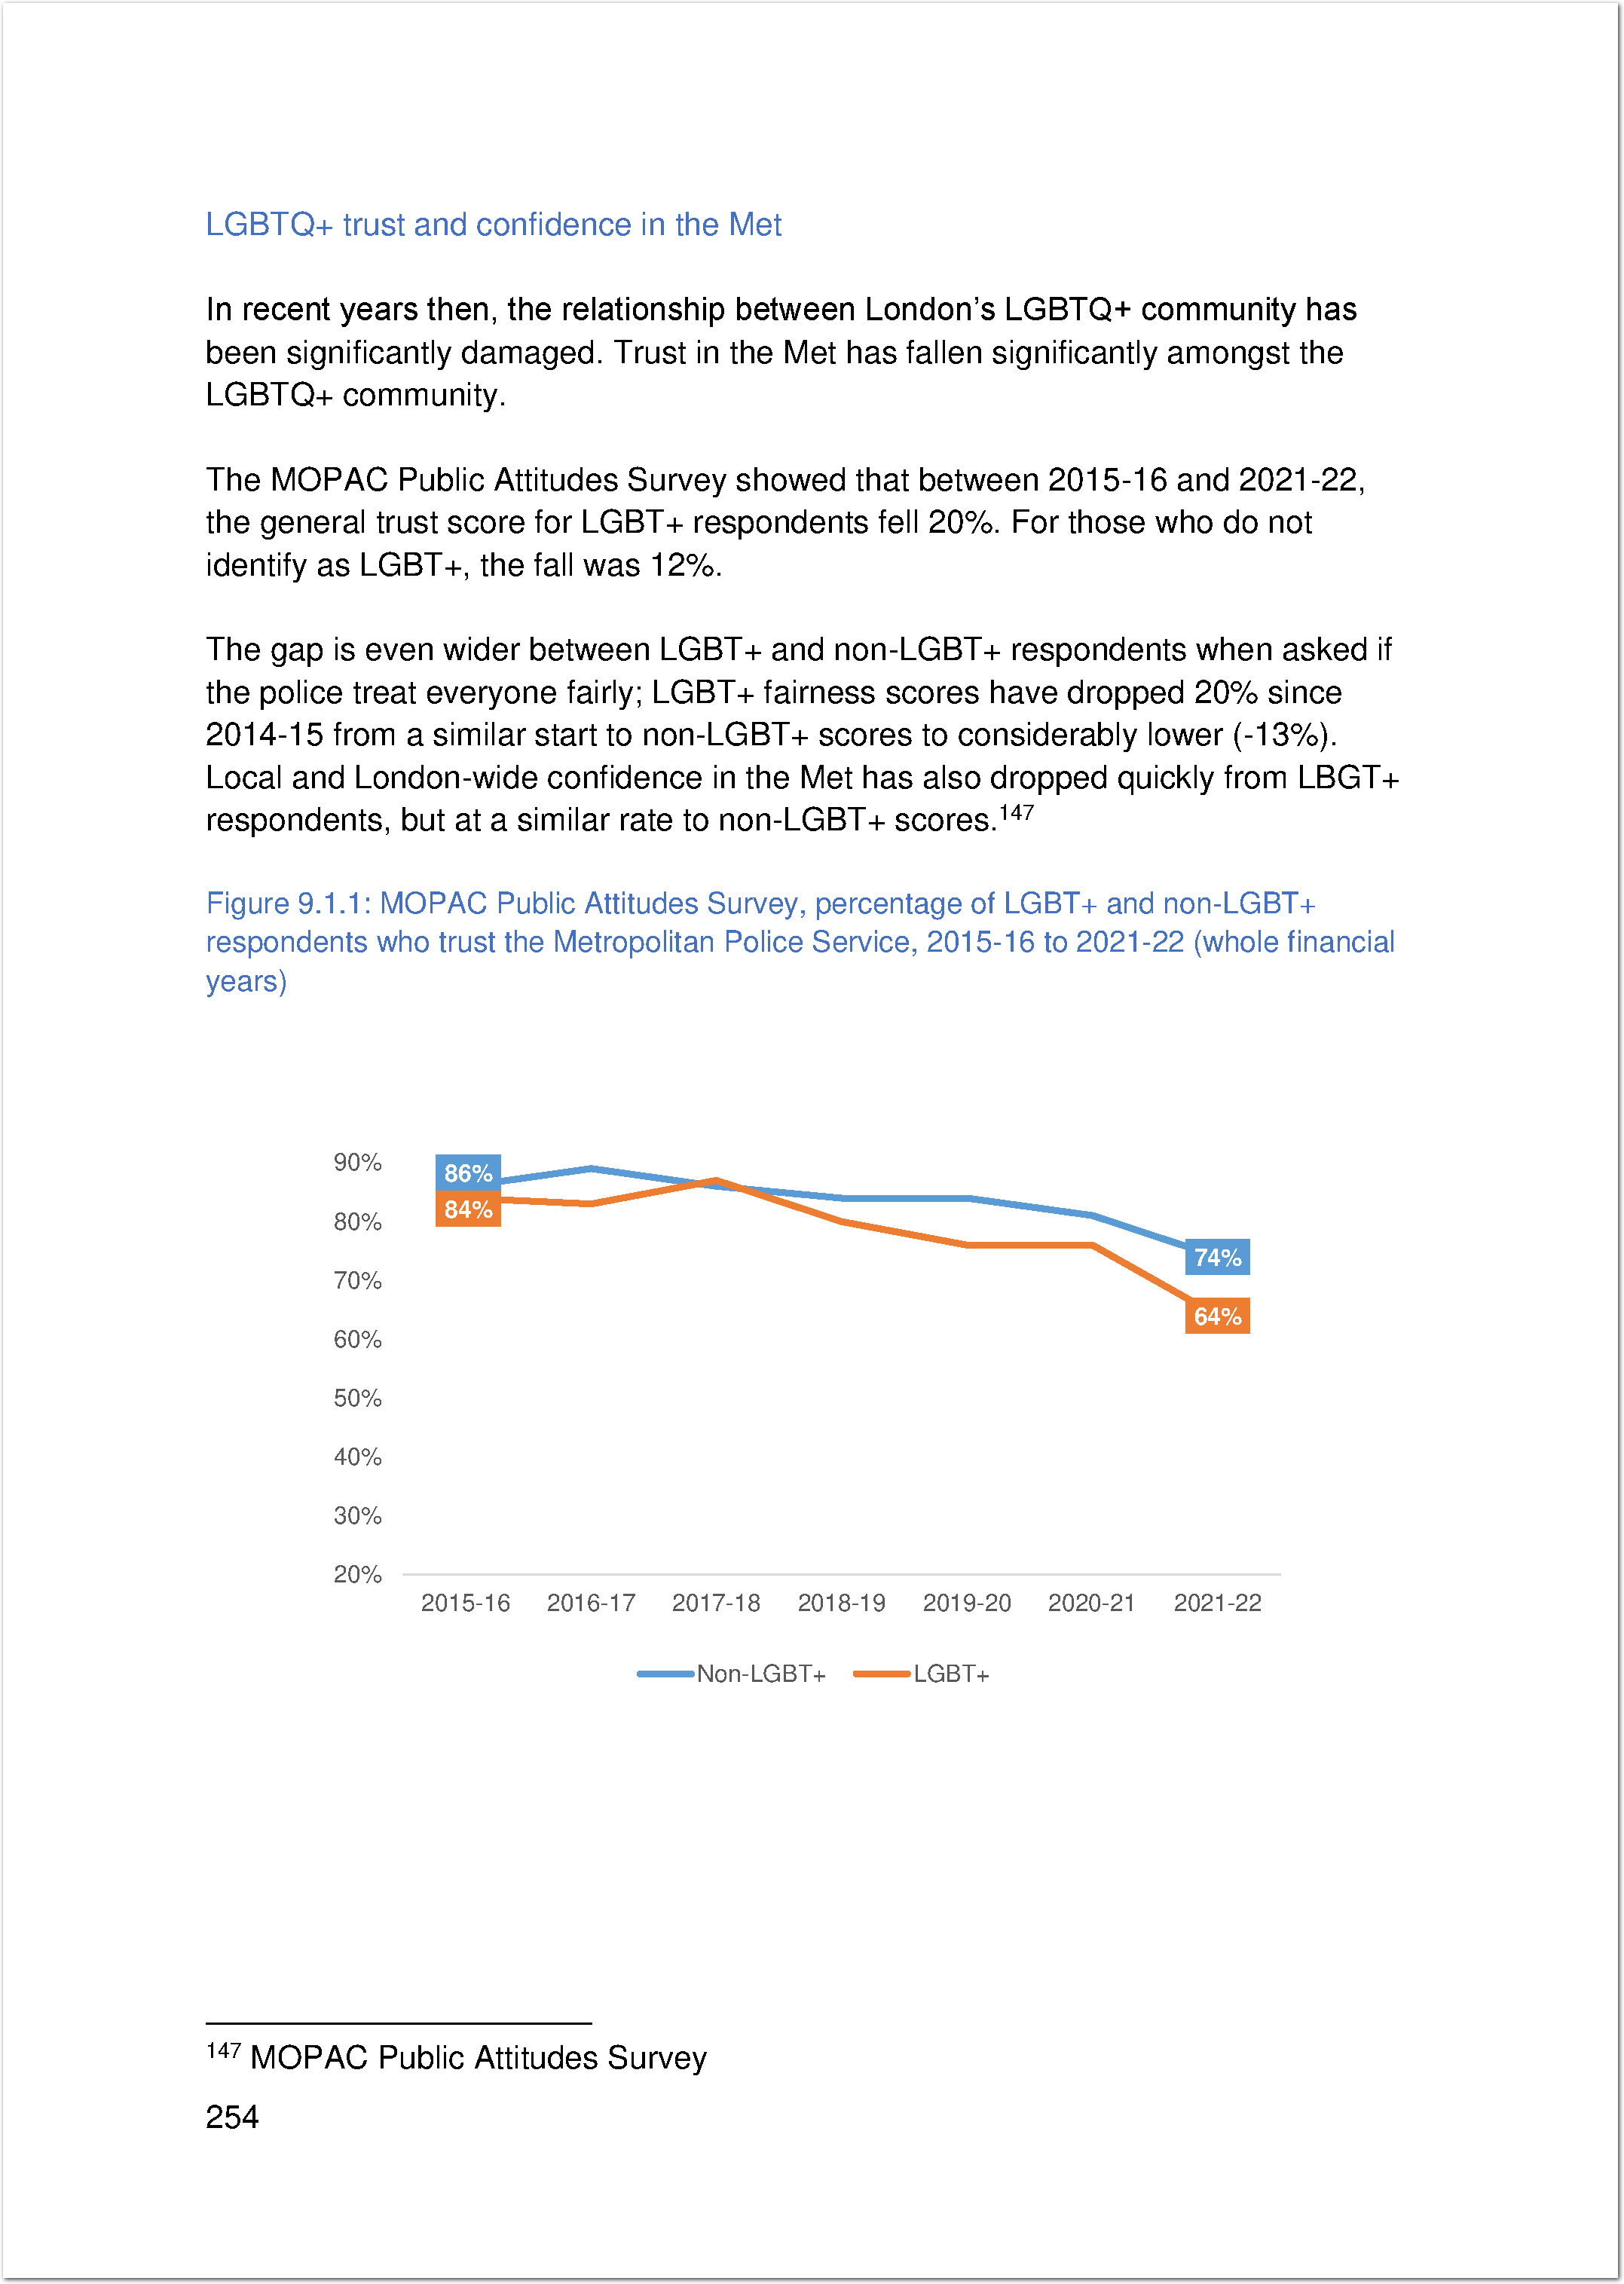 LGBTQ+ trust and confidence in the Met
In recent years then, the relationship between London’s LGBTQ+ community has
been significantly damaged. Trust in the Met has fallen significantly amongst the
LGBTQ+ community.
The MOPAC Public Attitudes Survey showed that between 2015-16 and 2021-22,
the general trust score for LGBT+ respondents fell 20%. For those who do not
identify as LGBT+, the fall was 12%.
The gap is even wider between LGBT+ and non-LGBT+ respondents when asked if
the police treat everyone fairly; LGBT+ fairness scores have dropped 20% since
2014-15 from a similar start to non-LGBT+ scores to considerably lower (-13%).
Local and London-wide confidence in the Met has also dropped quickly from LBGT+
respondents, but at a similar rate to non-LGBT+ scores.147
Figure 9.1.1: MOPAC Public Attitudes Survey, percentage of LGBT+ and non-LGBT+
respondents who trust the Metropolitan Police Service, 2015-16 to 2021-22 (whole financial
years)
90%
86%
84%
80%
74%
70%
64%
60%
50%
40%
30%
20%
2015-16 2016-17 2017-18 2018-19 2019-20 2020-21 2021-22
Non-LGBT+ LGBT+
147 MOPAC Public Attitudes Survey
254